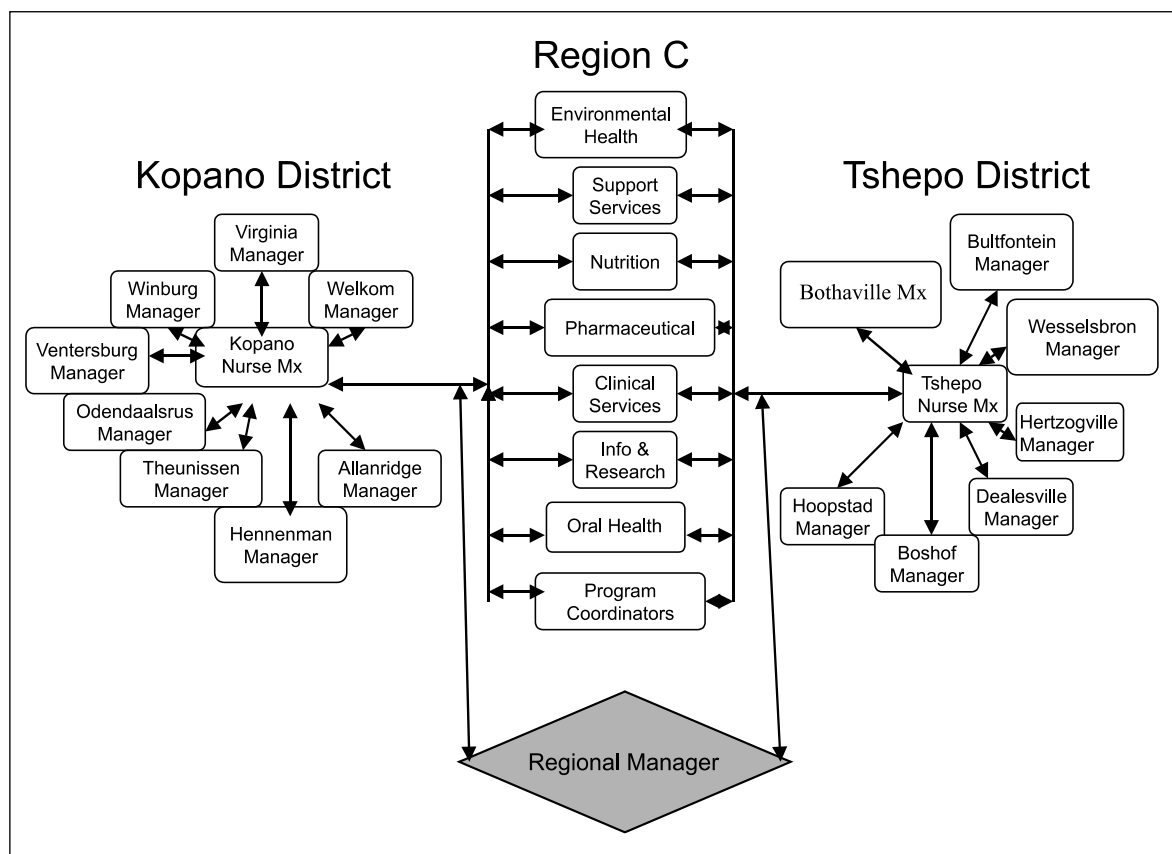 Region C
Kopano District
Tshepo District
Environmental
Health
Support
Services
Nutrition
Pharmaceutical
Clinical
Services
Info &
Research
Oral Health
Program
Coordinators
Virginia
Manager
Winburg
Manager
Welkom
Manager
Ventersburg
Manager
Kopano
Nurse Mx
Odendaalsrus
Manager
Theunissen
Manager
Allanridge
Manager
Hennenman
Manager
Bultfontein
Manager
Bothaville Mx
Wesselsbron
Manager
Tshepo
Nurse Mx
Hertzogville
Manager
Hoopstad
Manager
Dealesville
Manager
Boshof
Manager
Regional Manager